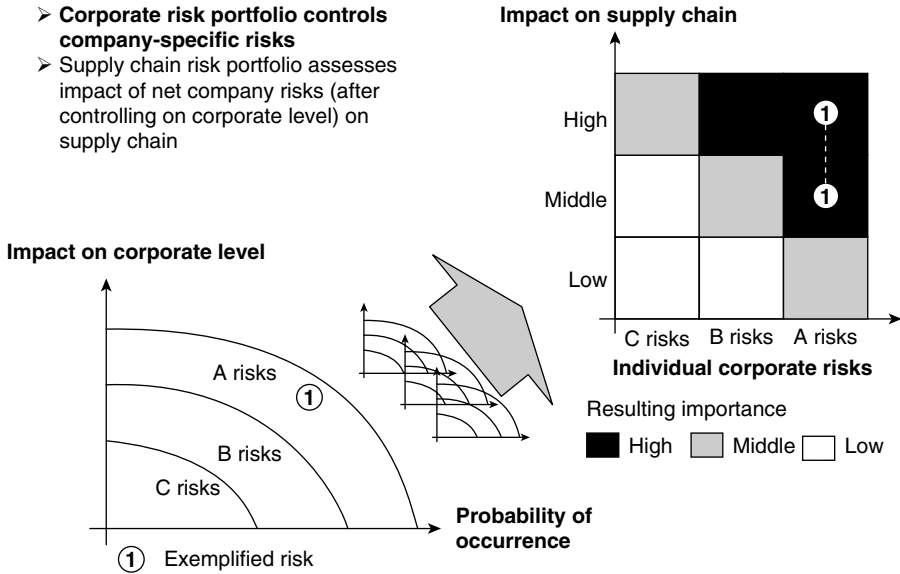 ➢ Corporate risk portfolio controls
company-specific risks
➢ Supply chain risk portfolio assesses
impact of net company risks (after
controlling on corporate level) on
supply chain
Impact on supply chain
High
Middle
Low
1
1
C risks
B risks
A risks
Individual corporate risks
Resulting importance
High
Middle
Low
Impact on corporate level
A risks
1
B risks
C risks
Probability of
occurrence
1 Exemplified risk